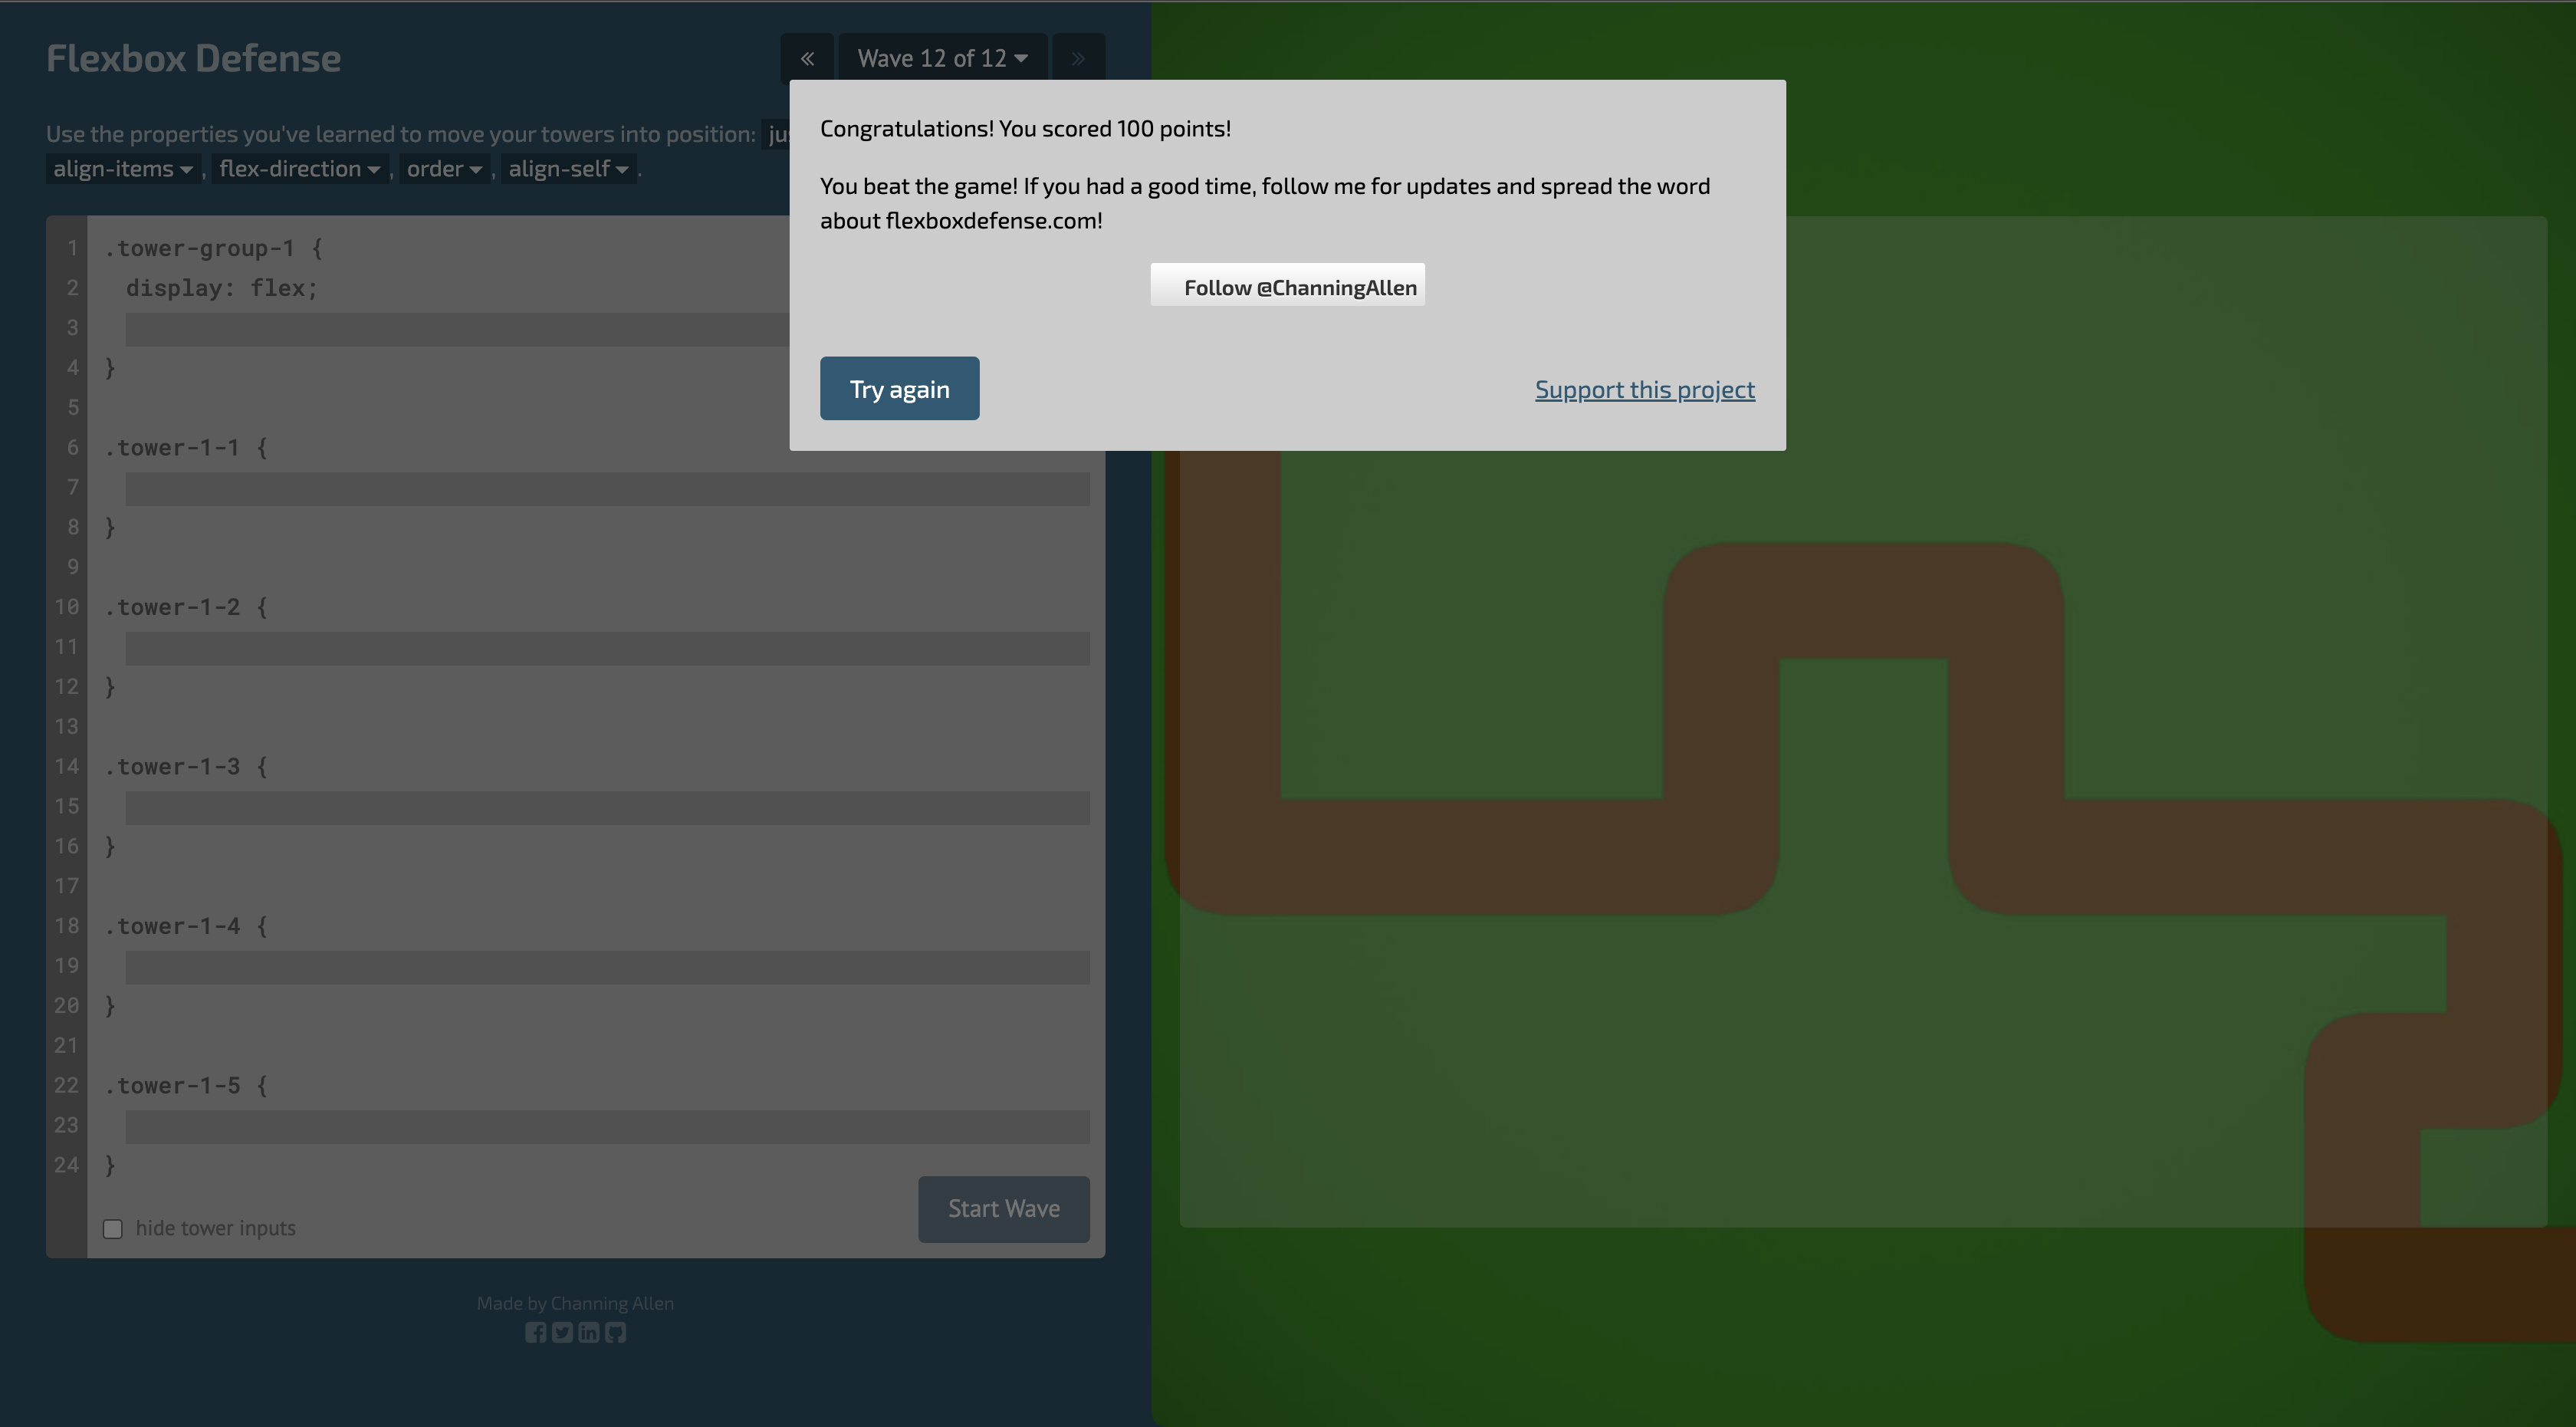 Flexbox Defense
«
Wave 12 of 12
»
Use the properties you've learned to move your towers into position:
align-items , flex-direction , order , align-self .
Congratulations! You scored 100 points!
You beat the game! If you had a good time, follow me for updates and spread the word
about flexboxdefense.com!
Follow @ChanningAllen
Try again
Support this project
1 .tower-group-1 {
2 display: flex;
3
4 }
5
6 .tower-1-1 {
7
8 }
9
10 .tower-1-2 {
11
12 }
13
14 .tower-1-3 {
15
16 }
17
18 .tower-1-4 {
19
20 }
21
22 .tower-1-5 {
23
24 }
hide tower inputs
Start Wave
Made by Channing Allen